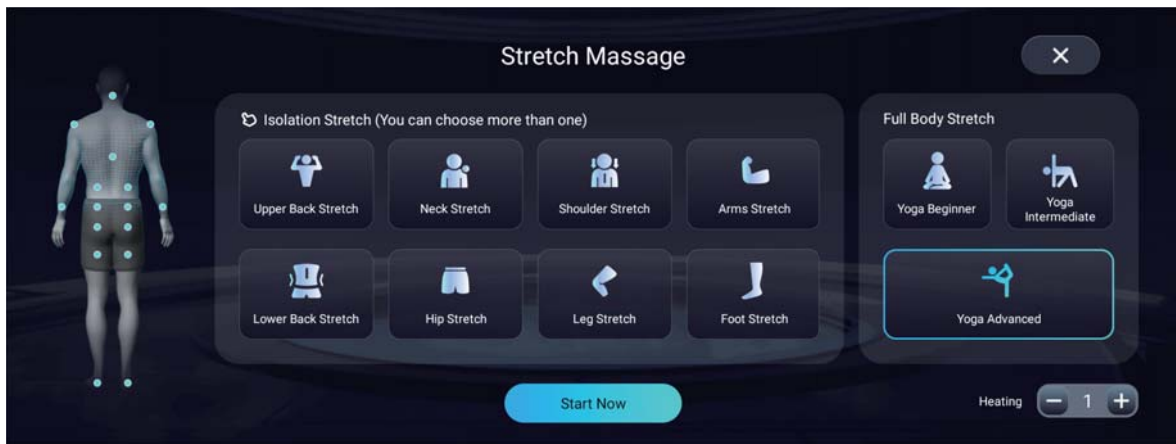 Stretch Massage
Isolation Stretch (You can choose more than one)
Upper Back Stretch
Neck Stretch
Shoulder Stretch
Arms Stretch
Lower Back Stretch
Hip Stretch
Leg Stretch
Foot Stretch
Full Body Stretch
Yoga Beginner
Yoga
Intermediate
Yoga Advanced
Start Now
Heating
1